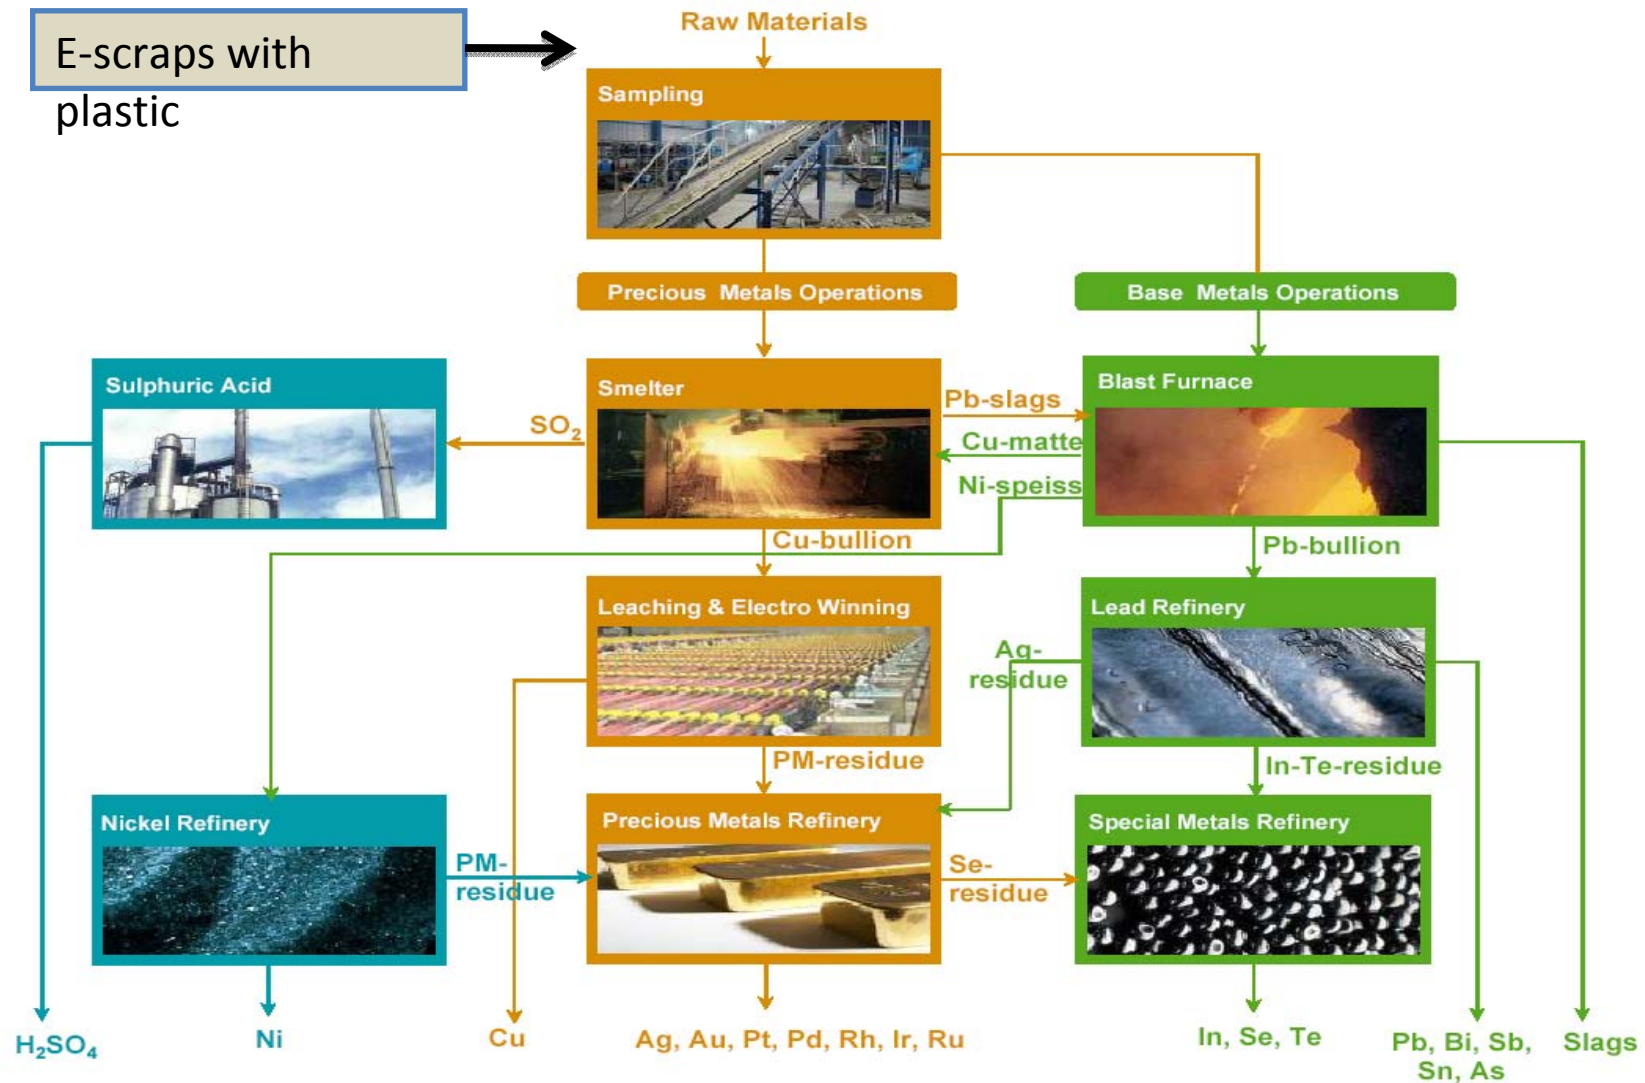 Raw Materials
E-scraps with
plastic
Sampling
Precious Metals Operations
Base Metals Operations
Sulphuric Acid
Smelter
Blast Furnace
SO₂
Pb-slags
Cu-matte
Ni-speiss
Cu-bullion
Pb-bullion
Leaching & Electro Winning
Lead Refinery
Ag-
residue
PM-residue
In-Te-residue
Nickel Refinery
Precious Metals Refinery
Special Metals Refinery
PM-
residue
Se-
residue
H₂SO₄
Ni
Cu
Ag, Au, Pt, Pd, Rh, Ir, Ru
In, Se, Te
Pb, Bi, Sb,
Sn, As
Slags